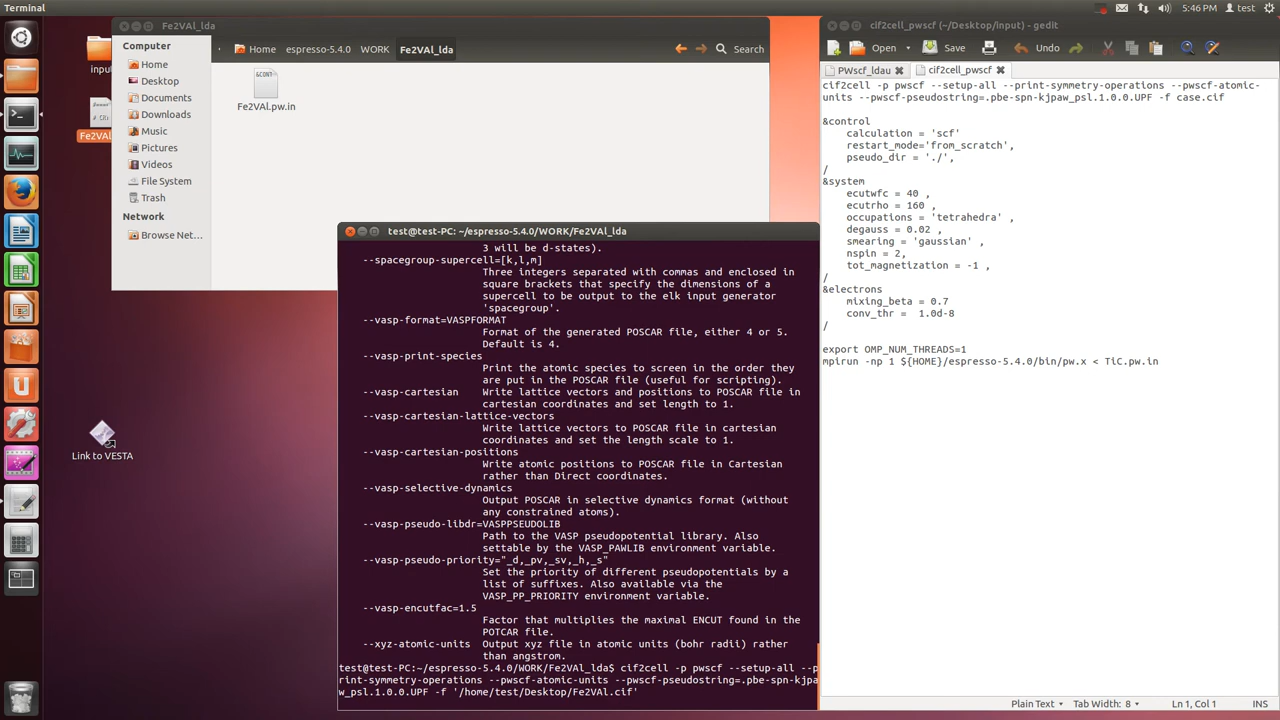 Terminal
5:46 PM
test
Fe2VAl_lda
cif2cell_pwscf (~/Desktop/input) - gedit
Computer
Home
Desktop
Documents
Downloads
Music
Pictures
Videos
File System
Trash
Network
Browse Net...
Home
espresso-5.4.0
WORK
Fe2VAl_lda
Search
&CONT
Fe2VAl.pw.in
Link to VESTA
Open
Save
Undo
PWscf_ldau
cif2cell_pwscf
cif2cell -p pwscf --setup-all --print-symmetry-operations --pwscf-atomic-
units --pwscf-pseudostring=.pbe-spn-kjpaw_psl.1.0.0.UPF -f case.cif
&control
calculation = 'scf'
restart_mode='from_scratch',
pseudo_dir = './',
/
&system
ecutwfc = 40 ,
ecutrho = 160 ,
occupations = 'tetrahedra' ,
degauss = 0.02 ,
smearing = 'gaussian' ,
nspin = 2,
tot_magnetization = -1 ,
/
&electrons
mixing_beta = 0.7
conv_thr =  1.0d-8
/
export OMP_NUM_THREADS=1
mpirun -np 1 ${HOME}/espresso-5.4.0/bin/pw.x < TiC.pw.in
test@test-PC: ~/espresso-5.4.0/WORK/Fe2VAl_lda
3 will be d-states).
--spacegroup-supercell=[k,l,m]
Three integers separated with commas and enclosed in
square brackets that specify the dimensions of a
supercell to be output to the elk input generator
'spacegroup'.
--vasp-format=VASPFORMAT
Format of the generated POSCAR file, either 4 or 5.
Default is 4.
--vasp-print-species
Print the atomic species to screen in the order they
are put in the POSCAR file (useful for scripting).
--vasp-cartesian    Write lattice vectors and positions to POSCAR file in
cartesian coordinates and set length to 1.
--vasp-cartesian-lattice-vectors
Write lattice vectors to POSCAR file in cartesian
coordinates and set the length scale to 1.
--vasp-cartesian-positions
Write atomic positions to POSCAR file in Cartesian
rather than Direct coordinates.
--vasp-selective-dynamics
Output POSCAR in selective dynamics format (without
any constrained atoms).
--vasp-pseudo-libdr=VASPPSEUDOLIB
Path to the VASP pseudopotential library. Also
settable by the VASP_PAWLIB environment variable.
--vasp-pseudo-priority="_d,_pv,_sv,_h,_s"
Set the priority of different pseudopotentials by a
list of suffixes. Also available via the
VASP_PP_PRIORITY environment variable.
--vasp-encutfac=1.5
Factor that multiplies the maximal ENCUT found in the
POTCAR file.
--xyz-atomic-units  Output xyz file in atomic units (bohr radii) rather
than angstrom.
test@test-PC:~/espresso-5.4.0/WORK/Fe2VAl_lda$ cif2cell -p pwscf --setup-all --p
rint-symmetry-operations --pwscf-atomic-units --pwscf-pseudostring=.pbe-spn-kjpa
w_psl.1.0.0.UPF -f '/home/test/Desktop/Fe2VAl.cif'
Plain Text
Tab Width: 8
Ln 1, Col 1
INS